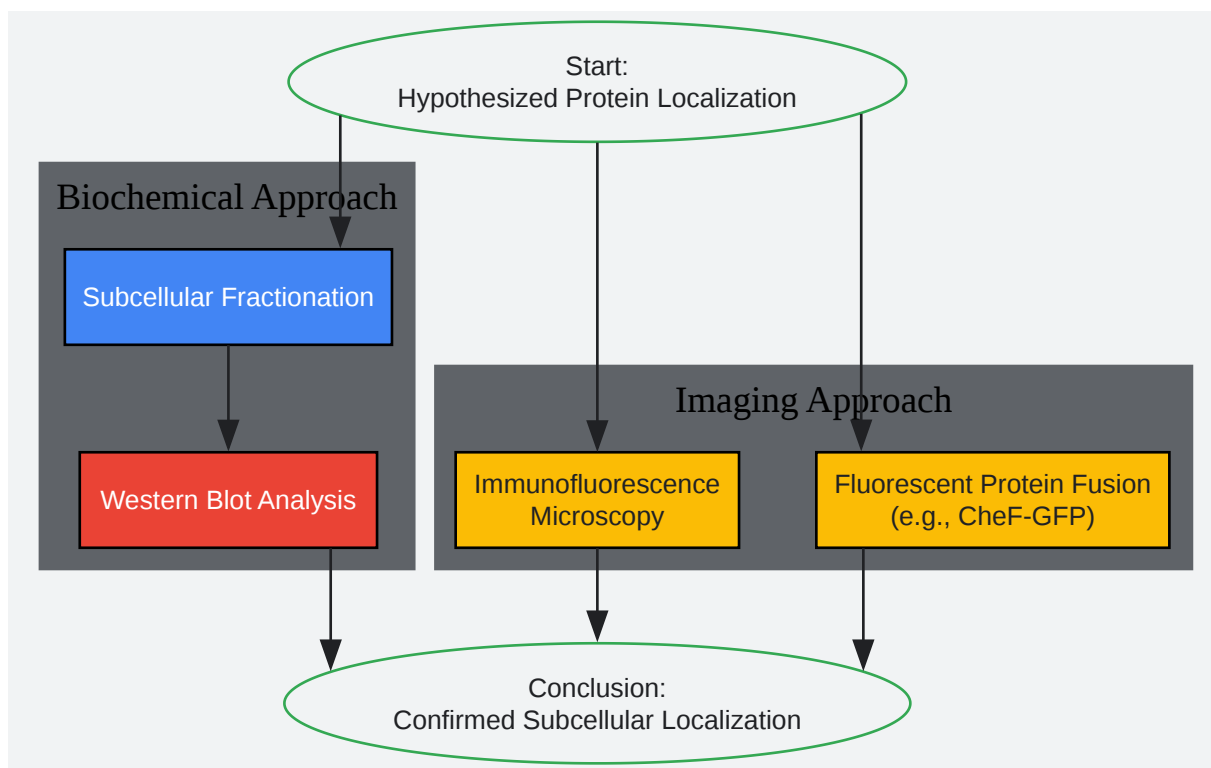 Start:
Hypothesized Protein Localization
Biochemical Approach
Subcellular Fractionation
Western Blot Analysis
Imaging Approach
Immunofluorescence
Microscopy
Fluorescent Protein Fusion
(e.g., CheF-GFP)
Conclusion:
Confirmed Subcellular Localization